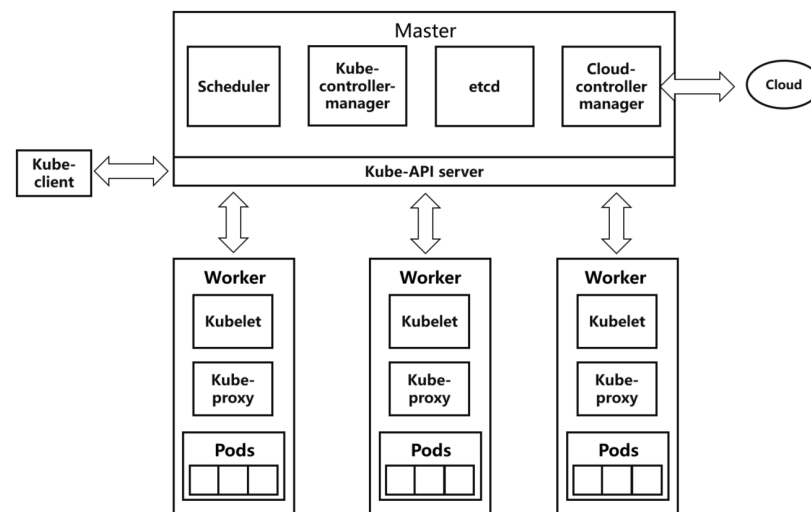 Master
Scheduler
Kube-
controller-
manager
etcd
Cloud-
controller
manager
Cloud
Kube-
client
Kube-API server
Worker
Kubelet
Kube-
proxy
Pods
Worker
Kubelet
Kube-
proxy
Pods
Worker
Kubelet
Kube-
proxy
Pods